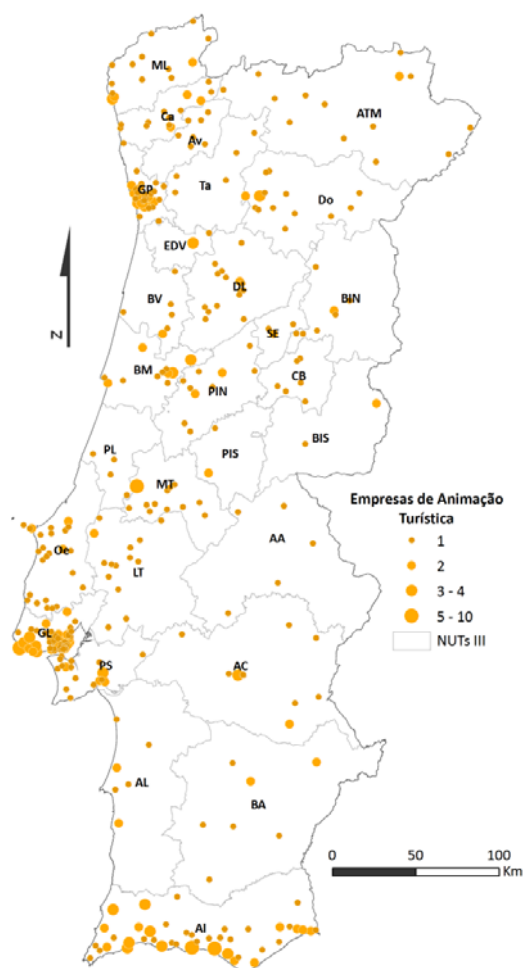 ML
ATM
Ca
Av
GP
Ta
Do
EDV
DL
BV
BIN
SE
BM
CB
PIN
PL
BIS
PIS
MT
Oe
LT
AA
GL
PS
AC
AL
BA
Al
N
Empresas de Animação
Turística
1
2
3 - 4
5 - 10
NUTs III
0 50 100
Km